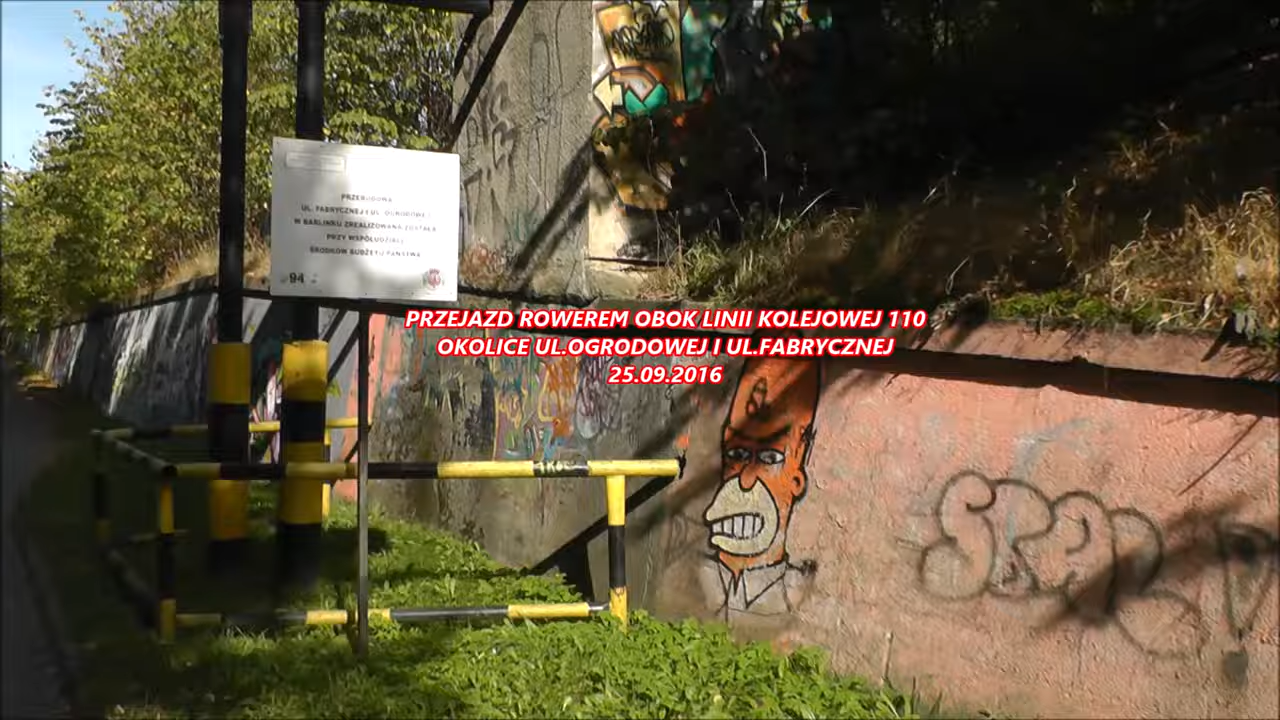 PRZEBUDOWA
UL. FABRYCZNEJ I UL. OGRODOWEJ
W BARLINKU ZREALIZOWANA ZOSTAŁA
PRZY WSPÓŁUDZIALE
ŚRODKÓW BUDŻETU PAŃSTWA
94
PRZEJAZD ROWEREM OBOK LINII KOLEJOWEJ 110
OKOLICE UL.OGRODOWEJ I UL.FABRYCZNEJ
25.09.2016